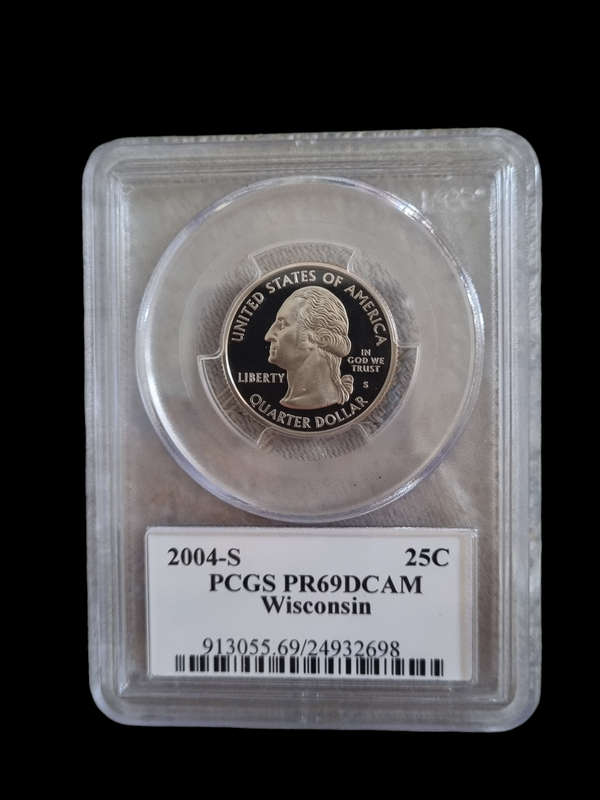 UNITED STATES OF AMERICA
LIBERTY
IN
GOD WE
TRUST
S
QUARTER DOLLAR
2004-S 25C
PCGS PR69DCAM
Wisconsin
913055.69/24932698